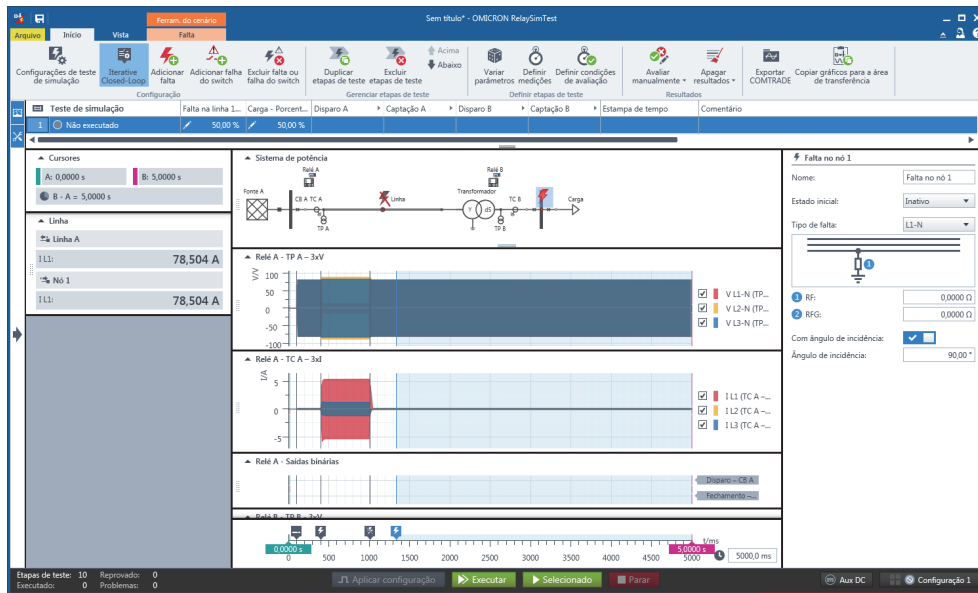 Ferram. do cenário
Sem título* - OMICRON RelaySimTest
Arquivo Início Vista Falta
Configurações de teste de simulação
Iterative Closed-Loop
Adicionar falta
Adicionar falha do switch
Excluir falta ou falha do switch
Duplicar etapas de teste
Excluir etapas de teste
Acima
Abaixo
Variar parâmetros
Definir medições
Definir condições de avaliação
Avaliar manualmente
Apagar resultados
Exportar COMTRADE
Copiar gráficos para a área de transferência
Configuração Gerenciar etapas de teste Definir etapas de teste Resultados
Teste de simulação Falta na linha 1... Carga - Porcent... Disparo A Captação A Disparo B Captação B Estampa de tempo Comentário
1 Não executado 50,00 % 50,00 %
Cursores
A: 0,0000 s B: 5,0000 s
B - A = 5,0000 s
Linha
Linha A
I L1: 78,504 A
Nó 1
I L1: 78,504 A
Sistema de potência
Relé A Relé B
Fonte A CB A TC A Linha Transformador TC B Carga
Y d5
TP A TP B
Relé A - TP A – 3xV
V/V
100
50
0
-50
-100
V L1-N (TP...
V L2-N (TP...
V L3-N (TP...
Relé A - TC A – 3xI
I/A
5
0
-5
I L1 (TC A –...
I L2 (TC A –...
I L3 (TC A –...
Relé A - Saídas binárias
Disparo – CB A
Fechamento –...
Relé B - TP B - 3xV
0,0000 s 5,0000 s t/ms
0 500 1000 1500 2000 2500 3000 3500 4000 4500 5000
5000,0 ms
Falta no nó 1
Nome: Falta no nó 1
Estado inicial: Inativo
Tipo de falta: L1-N
1
1 RF: 0,0000 Ω
2 RFG: 0,0000 Ω
Com ângulo de incidência:
Ângulo de incidência: 90,00 °
Etapas de teste: 10 Reprovado: 0
Executado: 0 Problemas: 0
Aplicar configuração Executar Selecionado Parar Aux DC Configuração 1